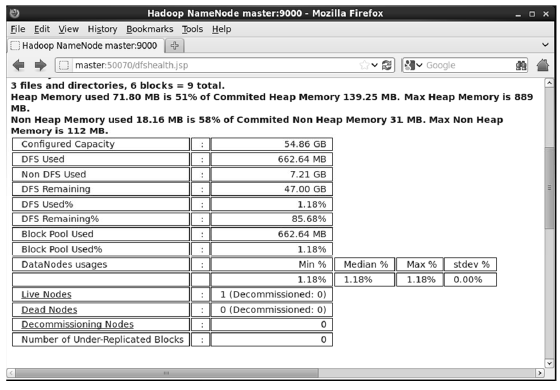 Hadoop NameNode master:9000 - Mozilla Firefox
File Edit View History Bookmarks Tools Help
Hadoop NameNode master:9000
master:50070/dfshealth.jsp
Google
3 files and directories, 6 blocks = 9 total.
Heap Memory used 71.80 MB is 51% of Commited Heap Memory 139.25 MB. Max Heap Memory is 889
MB.
Non Heap Memory used 18.16 MB is 58% of Commited Non Heap Memory 31 MB. Max Non Heap
Memory is 112 MB.
Configured Capacity : 54.86 GB
DFS Used : 662.64 MB
Non DFS Used : 7.21 GB
DFS Remaining : 47.00 GB
DFS Used% : 1.18%
DFS Remaining% : 85.68%
Block Pool Used : 662.64 MB
Block Pool Used% : 1.18%
DataNodes usages : Min % Median % Max % stdev %
1.18% 1.18% 1.18% 0.00%
Live Nodes : 1 (Decommissioned: 0)
Dead Nodes : 0 (Decommissioned: 0)
Decommissioning Nodes : 0
Number of Under-Replicated Blocks : 0